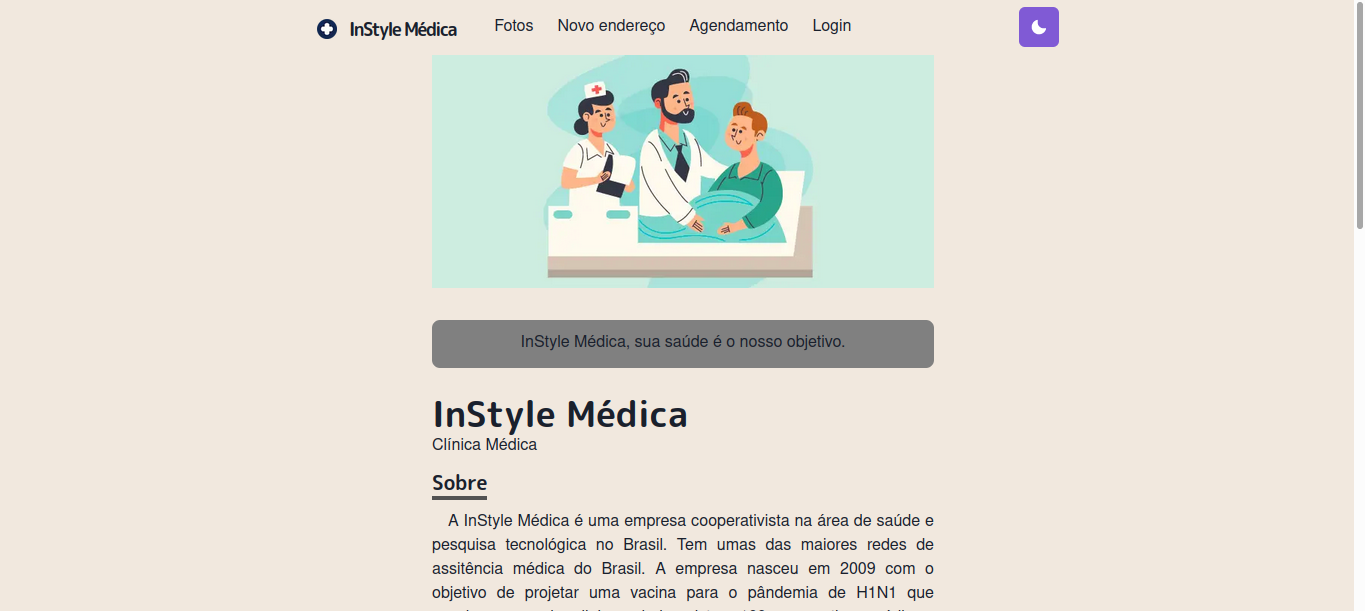 InStyle Médica Fotos Novo endereço Agendamento Login
InStyle Médica, sua saúde é o nosso objetivo.
InStyle Médica
Clínica Médica
Sobre
A InStyle Médica é uma empresa cooperativista na área de saúde e
pesquisa tecnológica no Brasil. Tem umas das maiores redes de
assitência médica do Brasil. A empresa nasceu em 2009 com o
objetivo de projetar uma vacina para o pândemia de H1N1 que